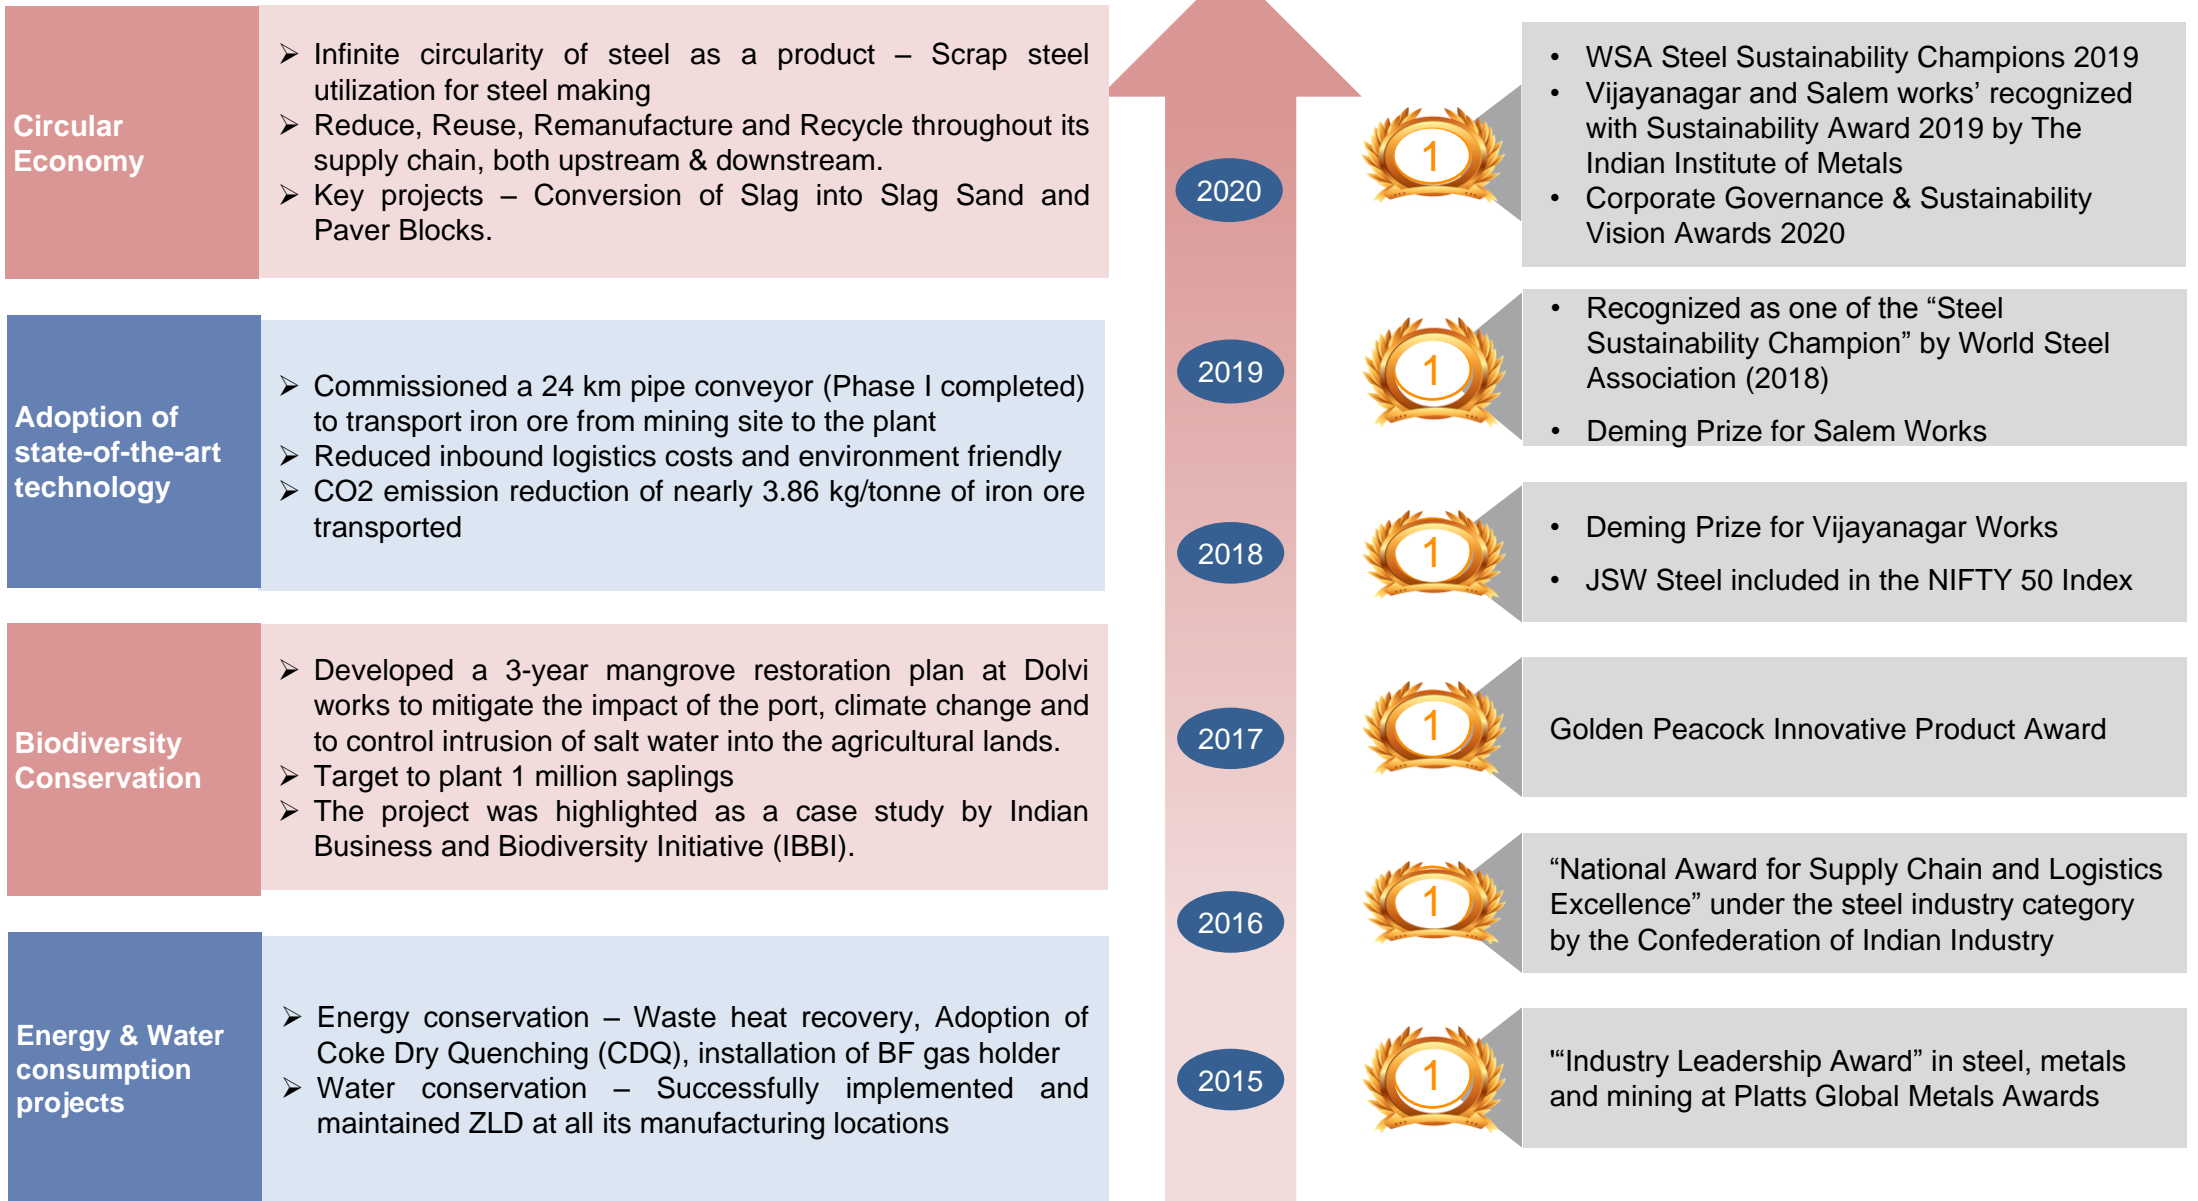 Circular
Economy
➢ Infinite circularity of steel as a product – Scrap steel
utilization for steel making
➢ Reduce, Reuse, Remanufacture and Recycle throughout its
supply chain, both upstream & downstream.
➢ Key projects – Conversion of Slag into Slag Sand and
Paver Blocks.
Adoption of
state-of-the-art
technology
➢ Commissioned a 24 km pipe conveyor (Phase I completed)
to transport iron ore from mining site to the plant
➢ Reduced inbound logistics costs and environment friendly
➢ CO2 emission reduction of nearly 3.86 kg/tonne of iron ore
transported
Biodiversity
Conservation
➢ Developed a 3-year mangrove restoration plan at Dolvi
works to mitigate the impact of the port, climate change and
to control intrusion of salt water into the agricultural lands.
➢ Target to plant 1 million saplings
➢ The project was highlighted as a case study by Indian
Business and Biodiversity Initiative (IBBI).
Energy & Water
consumption
projects
➢ Energy conservation – Waste heat recovery, Adoption of
Coke Dry Quenching (CDQ), installation of BF gas holder
➢ Water conservation – Successfully implemented and
maintained ZLD at all its manufacturing locations
2020
1
• WSA Steel Sustainability Champions 2019
• Vijayanagar and Salem works’ recognized
with Sustainability Award 2019 by The
Indian Institute of Metals
• Corporate Governance & Sustainability
Vision Awards 2020
2019
1
• Recognized as one of the “Steel
Sustainability Champion” by World Steel
Association (2018)
• Deming Prize for Salem Works
2018
1
• Deming Prize for Vijayanagar Works
• JSW Steel included in the NIFTY 50 Index
2017
1
Golden Peacock Innovative Product Award
2016
1
“National Award for Supply Chain and Logistics
Excellence” under the steel industry category
by the Confederation of Indian Industry
2015
1
'“Industry Leadership Award” in steel, metals
and mining at Platts Global Metals Awards